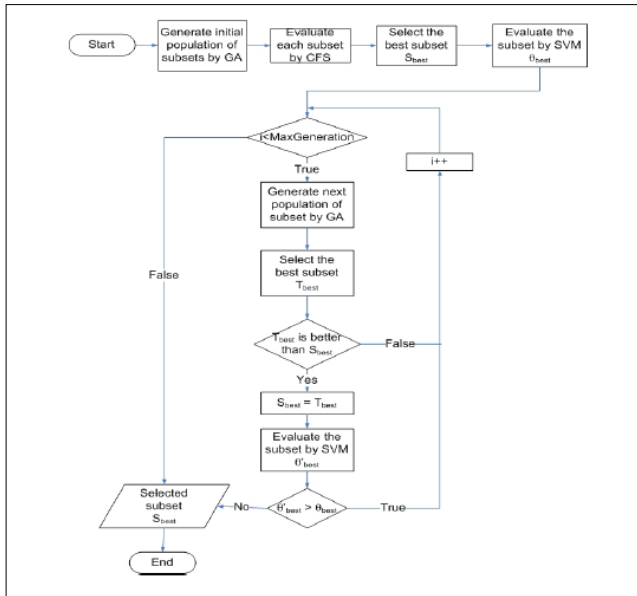 Start
Generate initial
population of
subsets by GA
Evaluate
each subset
by CFS
Select the
best subset
Sbest
Evaluate the
subset by SVM
θbest
i<MaxGeneration
i++
True
Generate next
population of
subset by GA
Select the
best subset
Tbest
False
Tbest is better
than Sbest
False
Yes
Sbest = Tbest
Evaluate the
subset by SVM
θ'best
Selected
subset
Sbest
No
θ'best > θbest
True
End